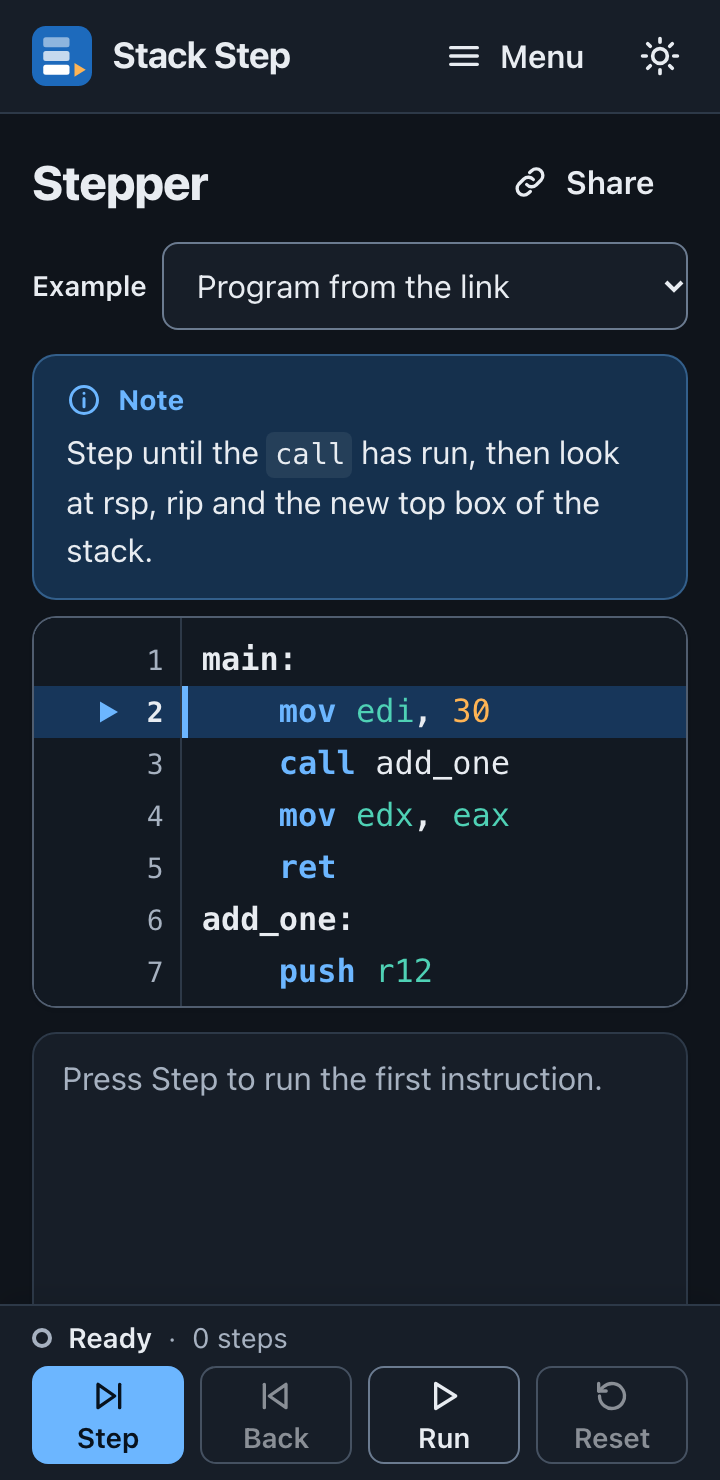 Stack Step
Menu
Stepper
Share
Example
Program from the link
Note
Step until the call has run, then look
at rsp, rip and the new top box of the
stack.
1 main:
2 mov edi, 30
3 call add_one
4 mov edx, eax
5 ret
6 add_one:
7 push r12
Press Step to run the first instruction.
Ready · 0 steps
Step Back Run Reset